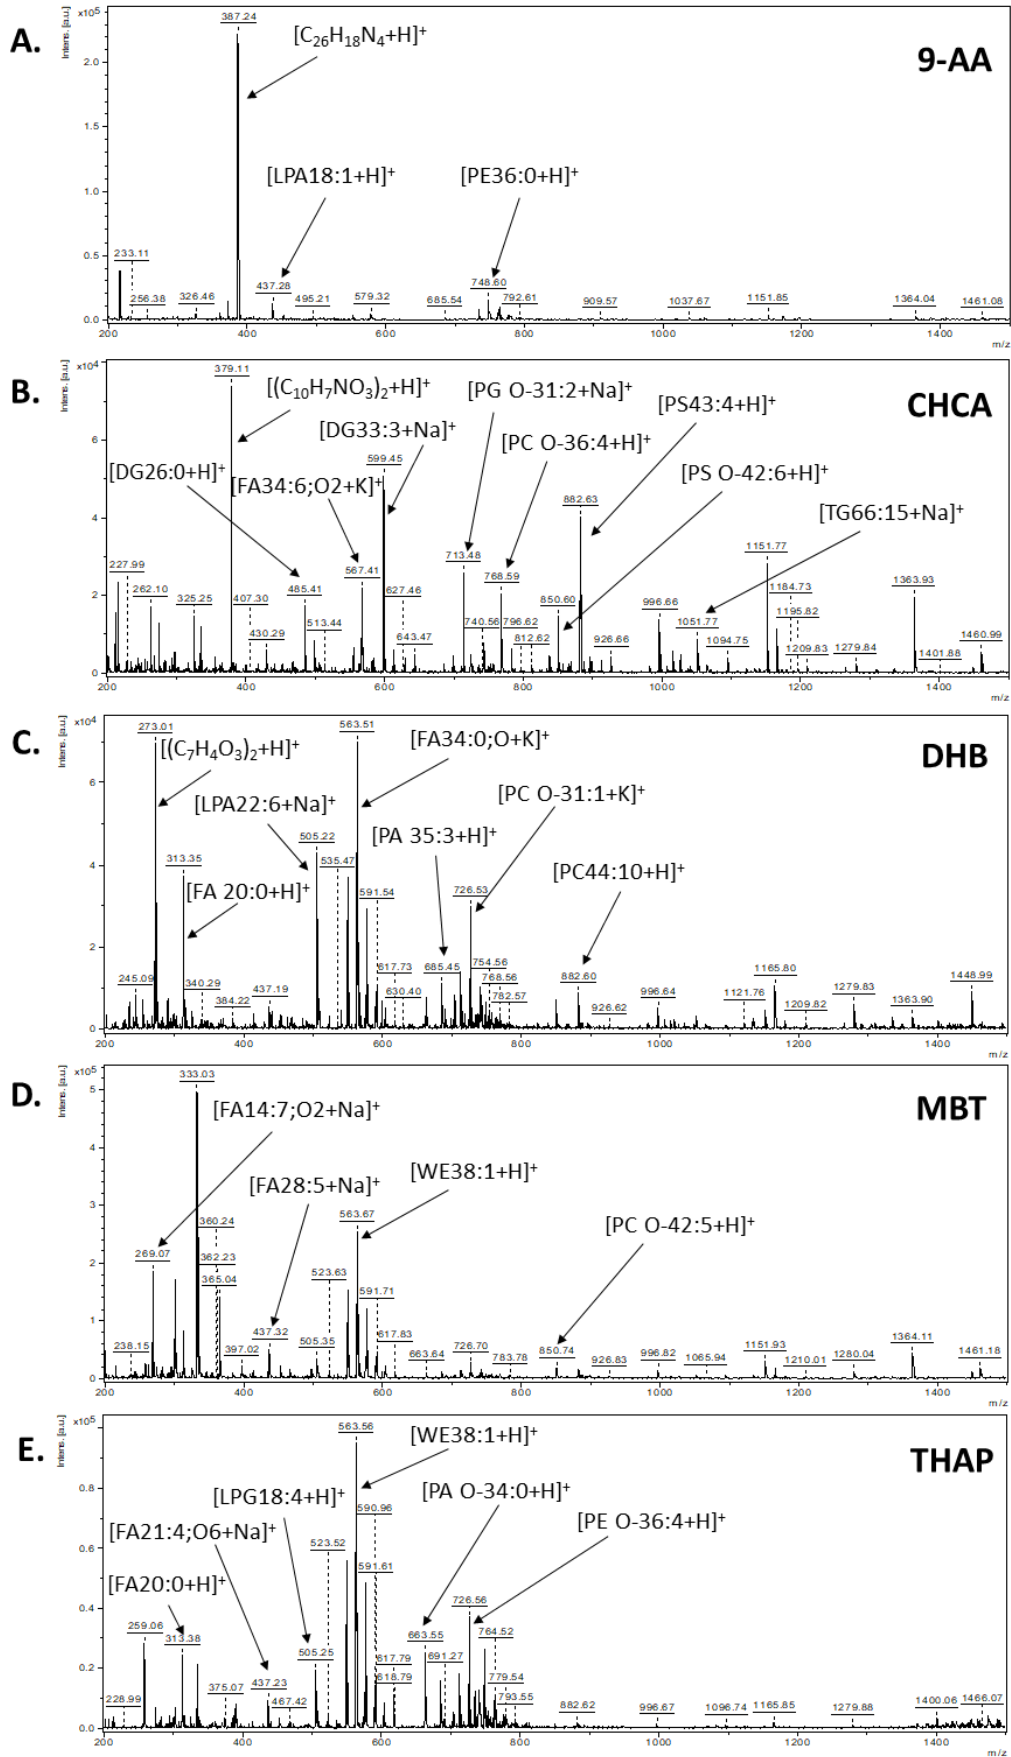 A.
Intens. [a.u.]
x10⁵
9-AA
387.24
[C₂₆H₁₈N₄+H]⁺
[LPA18:1+H]⁺
[PE36:0+H]⁺
2.0
1.5
1.0
0.5
0.0
233.11
256.38
326.46
437.28
495.21
579.32
685.54
748.60
792.61
909.57
1037.67
1151.85
1364.04
1461.08
200 400 600 800 1000 1200 1400
m/z
B.
Intens. [a.u.]
x10⁴
CHCA
379.11
[(C₁₀H₇NO₃)₂+H]⁺
[PG O-31:2+Na]⁺
[PS43:4+H]⁺
[DG33:3+Na]⁺
[PC O-36:4+H]⁺
[DG26:0+H]⁺
[FA34:6;O2+K]⁺
[PS O-42:6+H]⁺
[TG66:15+Na]⁺
6
4
2
0
227.99
262.10
325.25
407.30
430.29
485.41
513.44
567.41
599.45
627.46
643.47
713.48
740.56
768.59
796.62
812.62
850.60
882.63
926.66
996.66
1051.77
1094.75
1151.77
1184.73
1195.82
1209.83
1279.84
1363.93
1401.88
1460.99
200 400 600 800 1000 1200 1400
m/z
C.
Intens. [a.u.]
x10⁴
DHB
273.01
[(C₇H₄O₃)₂+H]⁺
563.51
[FA34:0;O+K]⁺
[LPA22:6+Na]⁺
[PC O-31:1+K]⁺
[PA 35:3+H]⁺
[FA 20:0+H]⁺
[PC44:10+H]⁺
6
4
2
0
245.09
313.35
340.29
384.22
437.19
505.22
535.47
591.54
617.73
630.40
685.45
726.53
754.56
768.56
782.57
882.60
926.62
996.64
1121.76
1165.80
1209.82
1279.83
1363.90
1448.99
200 400 600 800 1000 1200 1400
m/z
D.
Intens. [a.u.]
x10⁵
MBT
333.03
[FA14:7;O2+Na]⁺
[FA28:5+Na]⁺
[WE38:1+H]⁺
[PC O-42:5+H]⁺
5
4
3
2
1
0
238.15
269.07
360.24
362.23
365.04
397.02
437.32
505.35
523.63
563.67
591.71
617.83
663.64
726.70
783.78
850.74
926.83
996.82
1065.94
1151.93
1210.01
1280.04
1364.11
1461.18
200 400 600 800 1000 1200 1400
m/z
E.
Intens. [a.u.]
x10⁵
THAP
563.56
[WE38:1+H]⁺
[LPG18:4+H]⁺
[PA O-34:0+H]⁺
[FA21:4;O6+Na]⁺
[PE O-36:4+H]⁺
[FA20:0+H]⁺
1.0
0.8
0.6
0.4
0.2
0.0
228.99
259.06
313.38
375.07
437.23
467.42
505.25
523.52
590.96
591.61
617.79
618.79
663.55
691.27
726.56
764.52
779.54
793.55
882.62
996.67
1096.74
1165.85
1279.88
1400.06
1466.07
200 400 600 800 1000 1200 1400
m/z